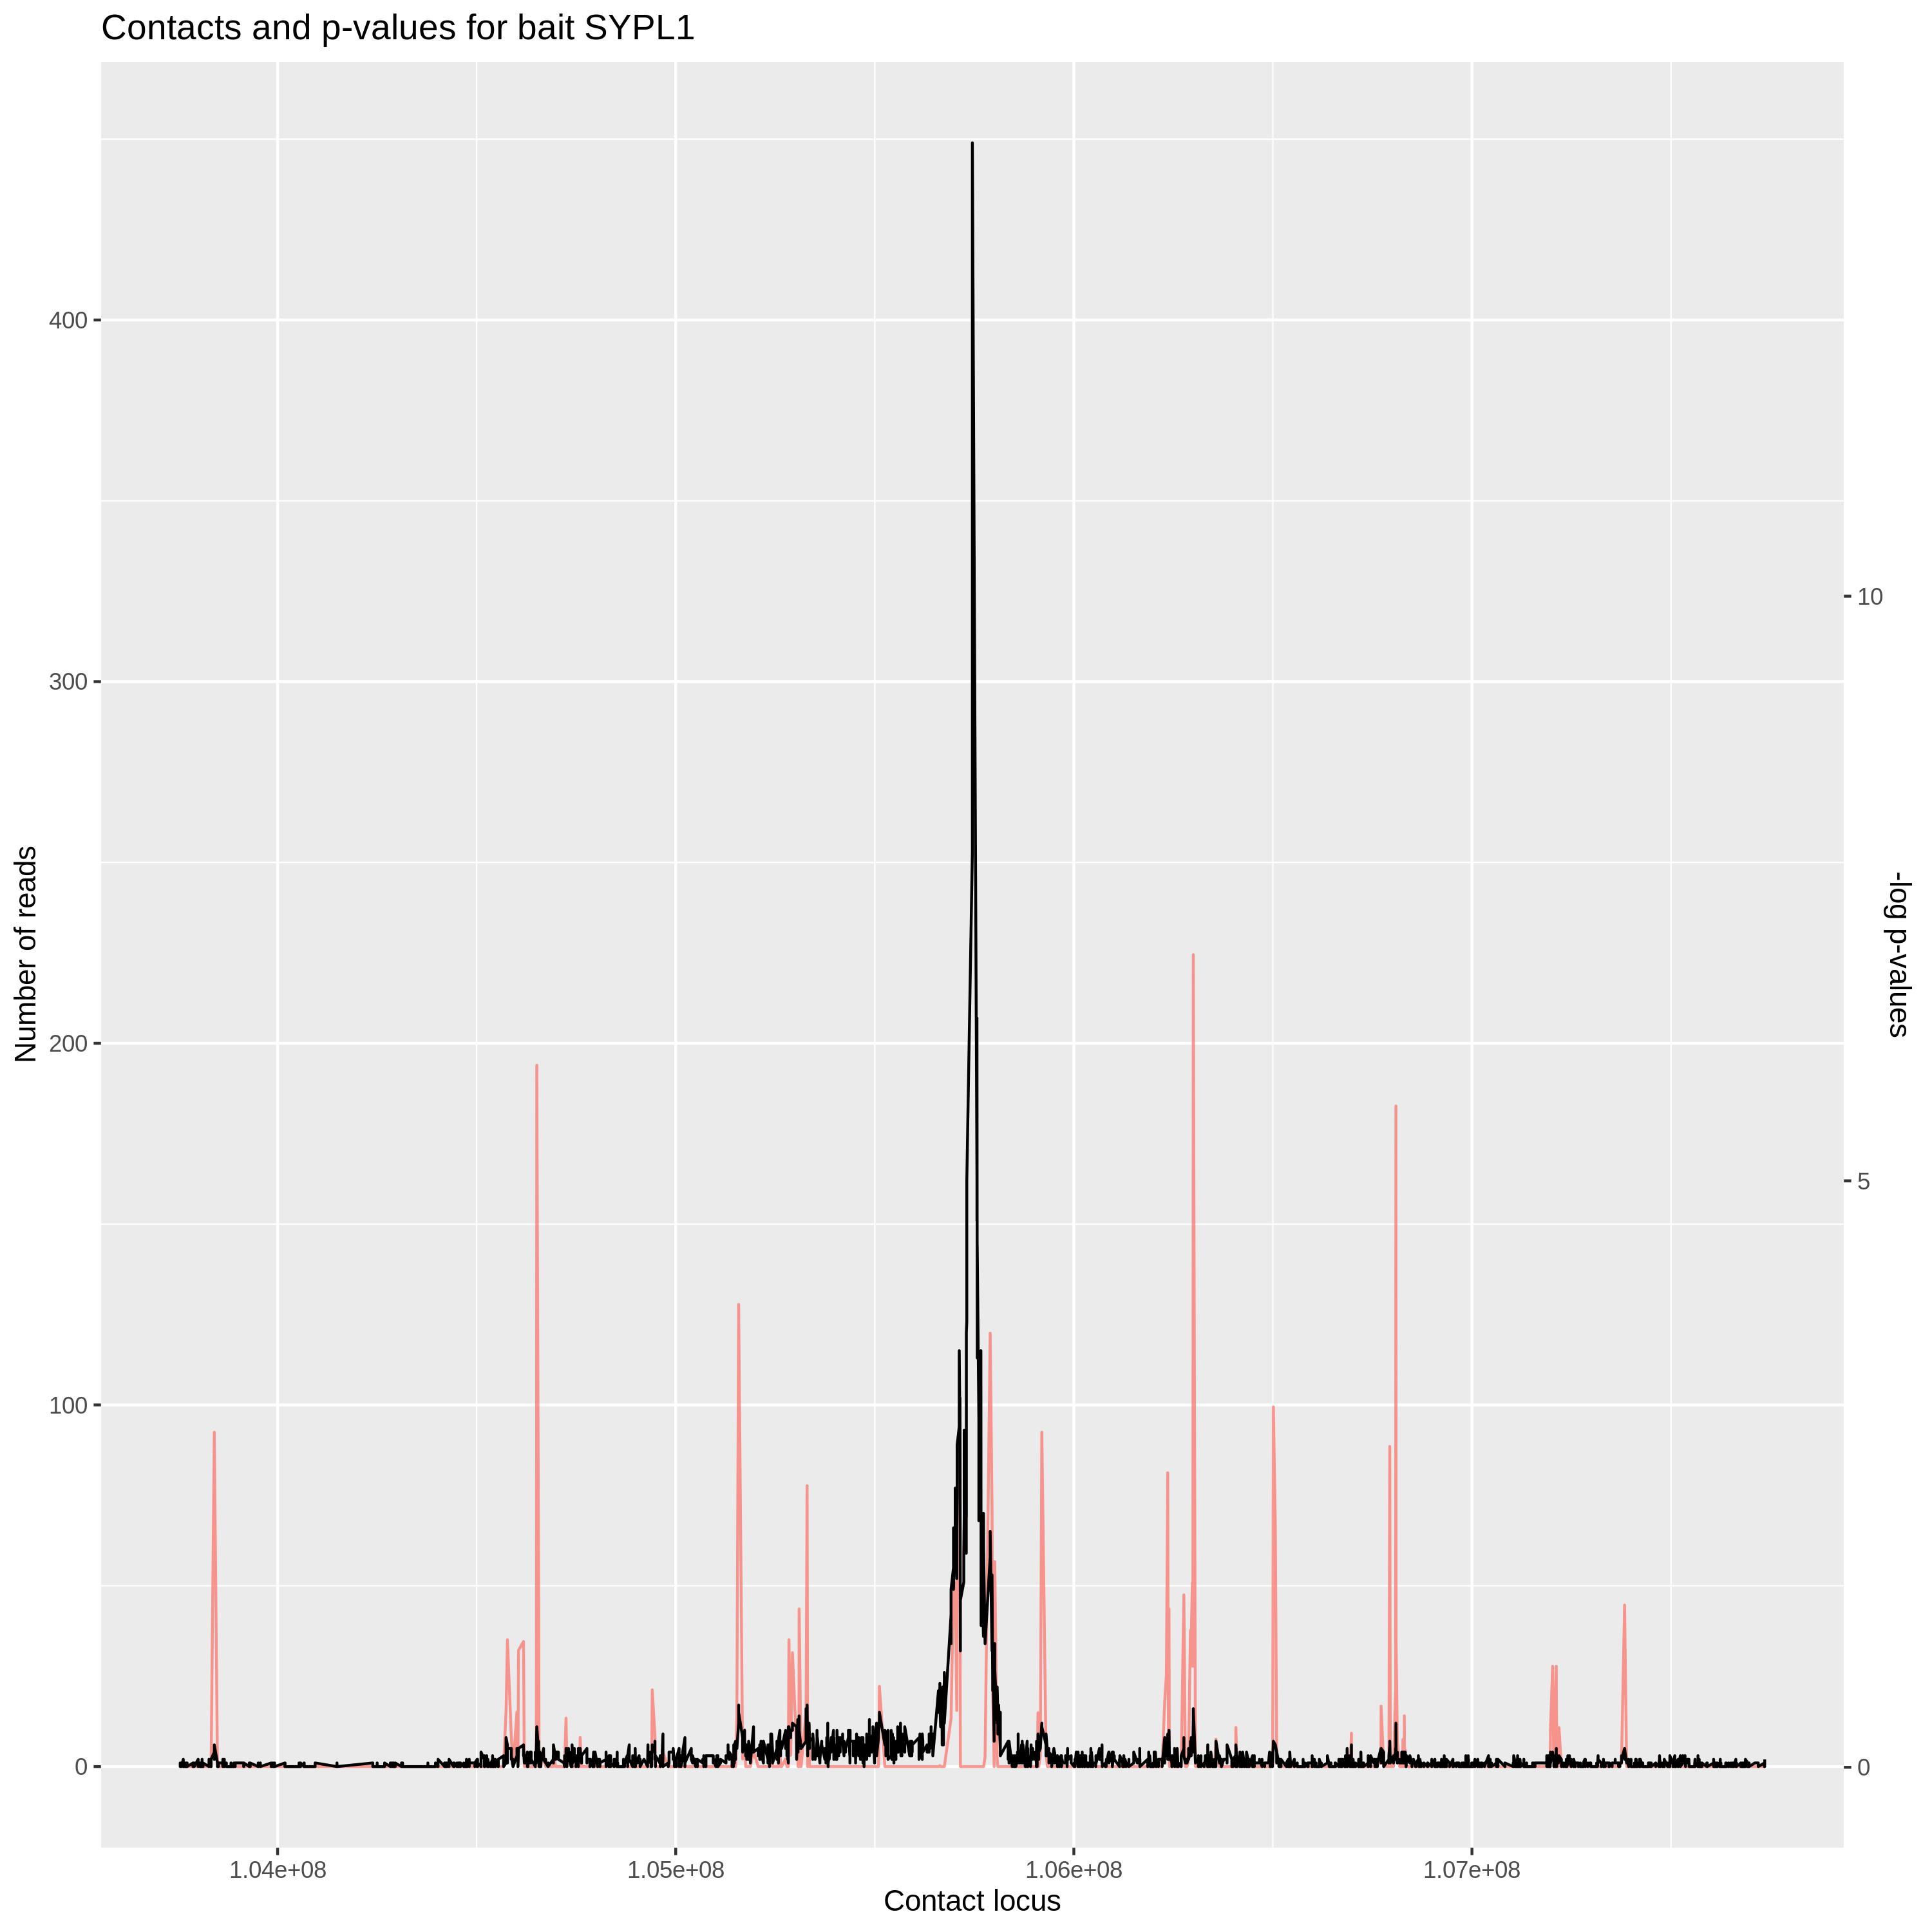 Contacts and p-values for bait SYPL1
Number of reads
400
300
200
100
0
10
5
0
-log p-values
1.04e+08 1.05e+08 1.06e+08 1.07e+08
Contact locus